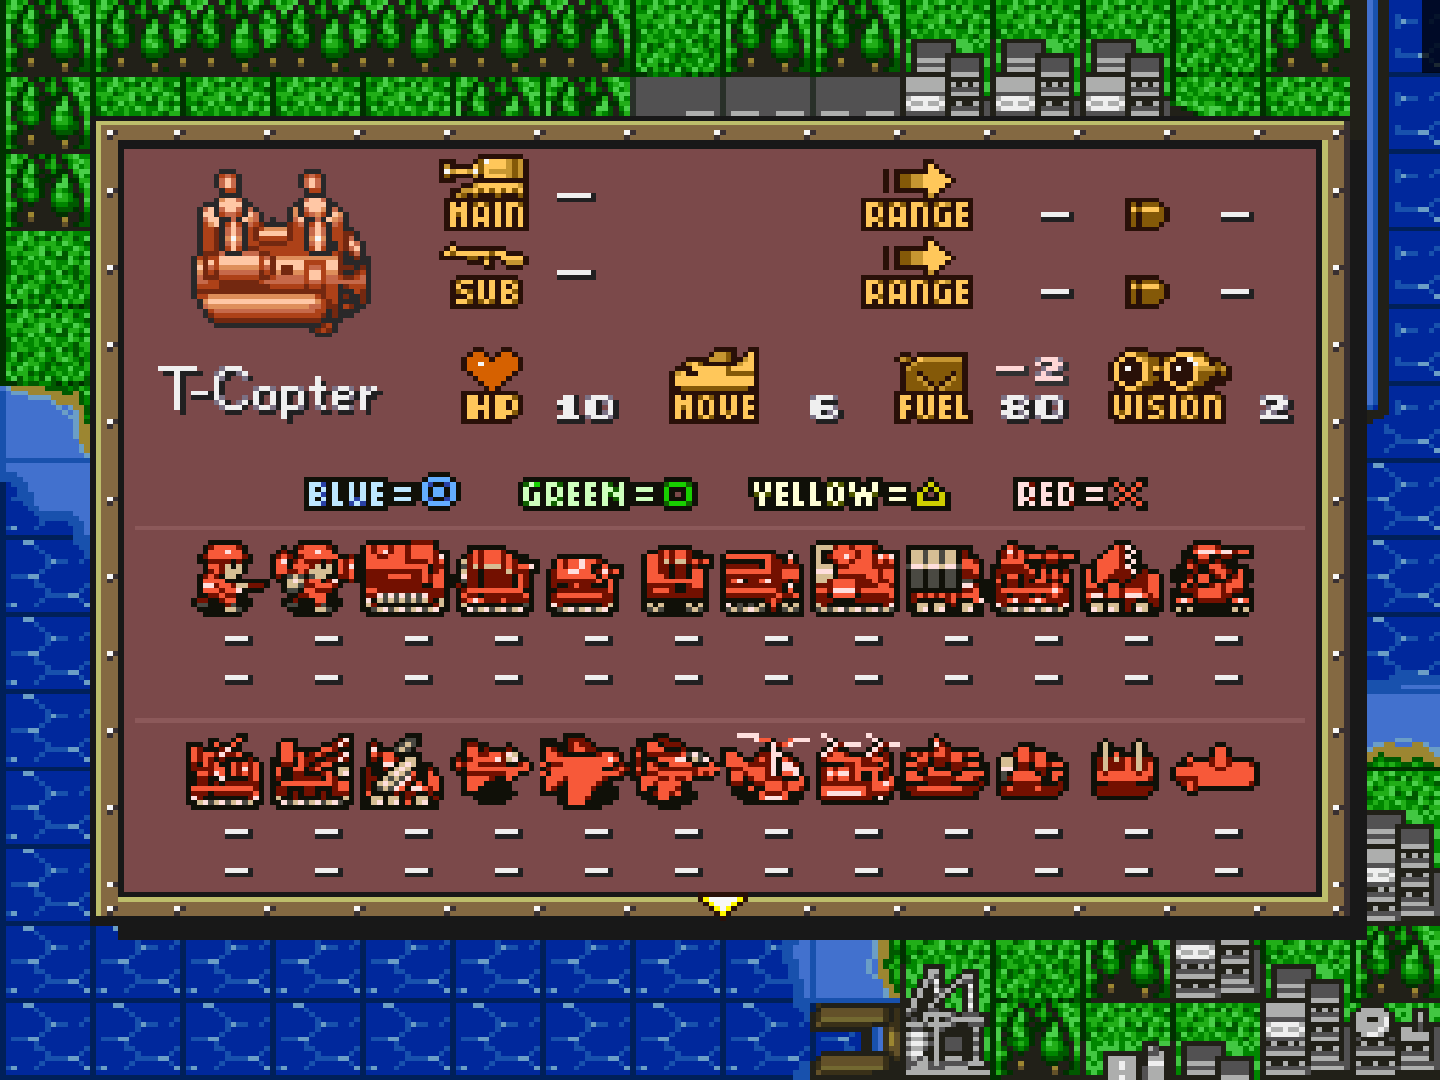 MAIN — RANGE — —
SUB — RANGE — —
T-Copter HP 10 MOVE 6 FUEL -2 80 VISION 2
BLUE= GREEN= YELLOW= RED=
— — — — — — — — — — — —
— — — — — — — — — — — —
— — — — — — — — — — — —
— — — — — — — — — — — —